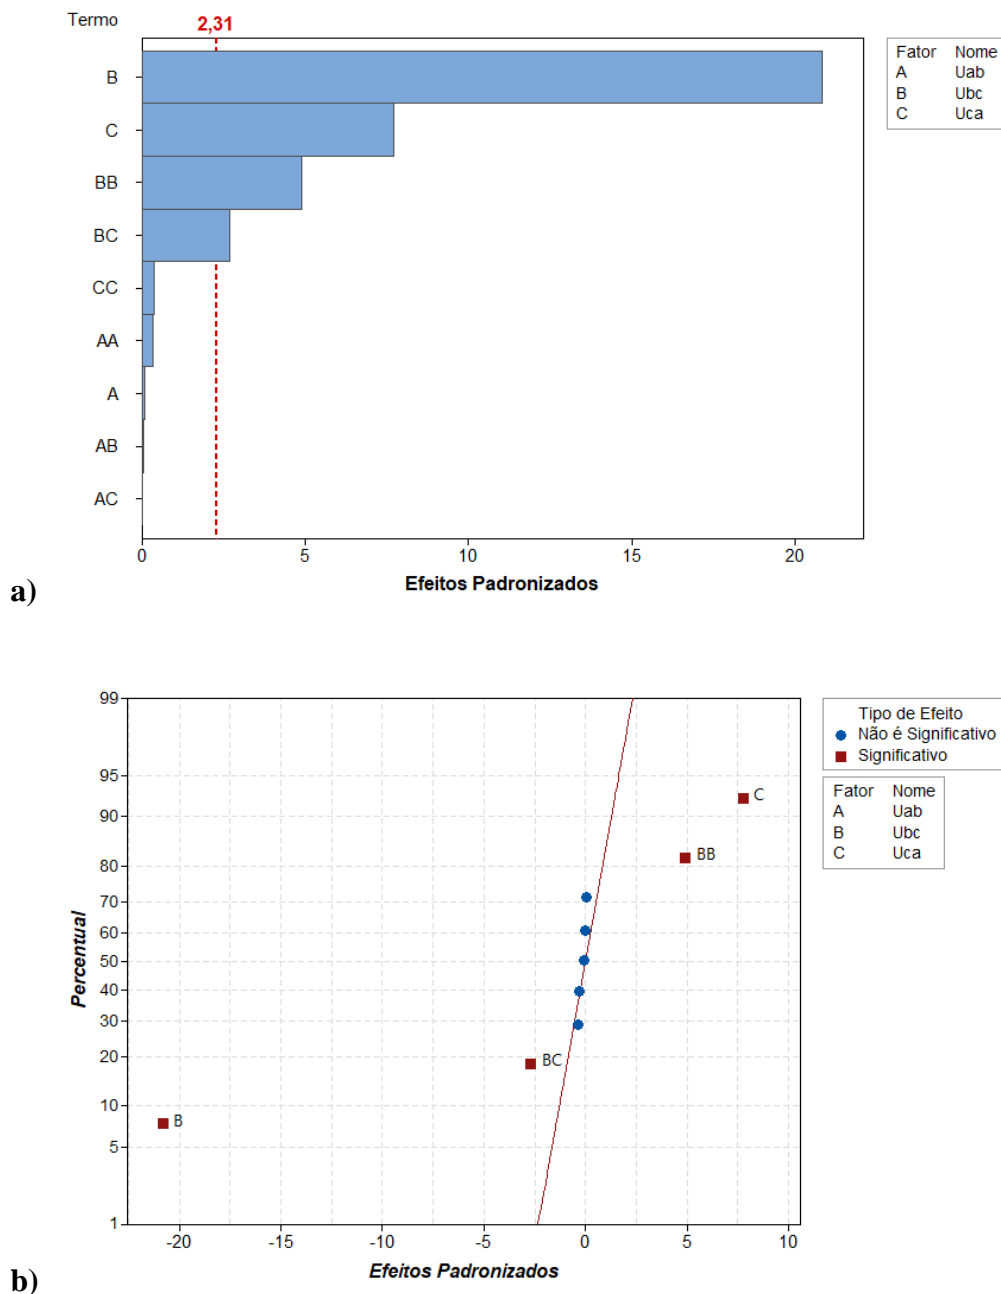 Termo
2,31
B
C
BB
BC
CC
AA
A
AB
AC
0 5 10 15 20
Efeitos Padronizados
Fator Nome
A Uab
B Ubc
C Uca
a)
99
95
90
80
70
60
50
40
30
20
10
5
1
Percentual
C
BB
BC
B
-20 -15 -10 -5 0 5 10
Efeitos Padronizados
Tipo de Efeito
Não é Significativo
Significativo
Fator Nome
A Uab
B Ubc
C Uca
b)